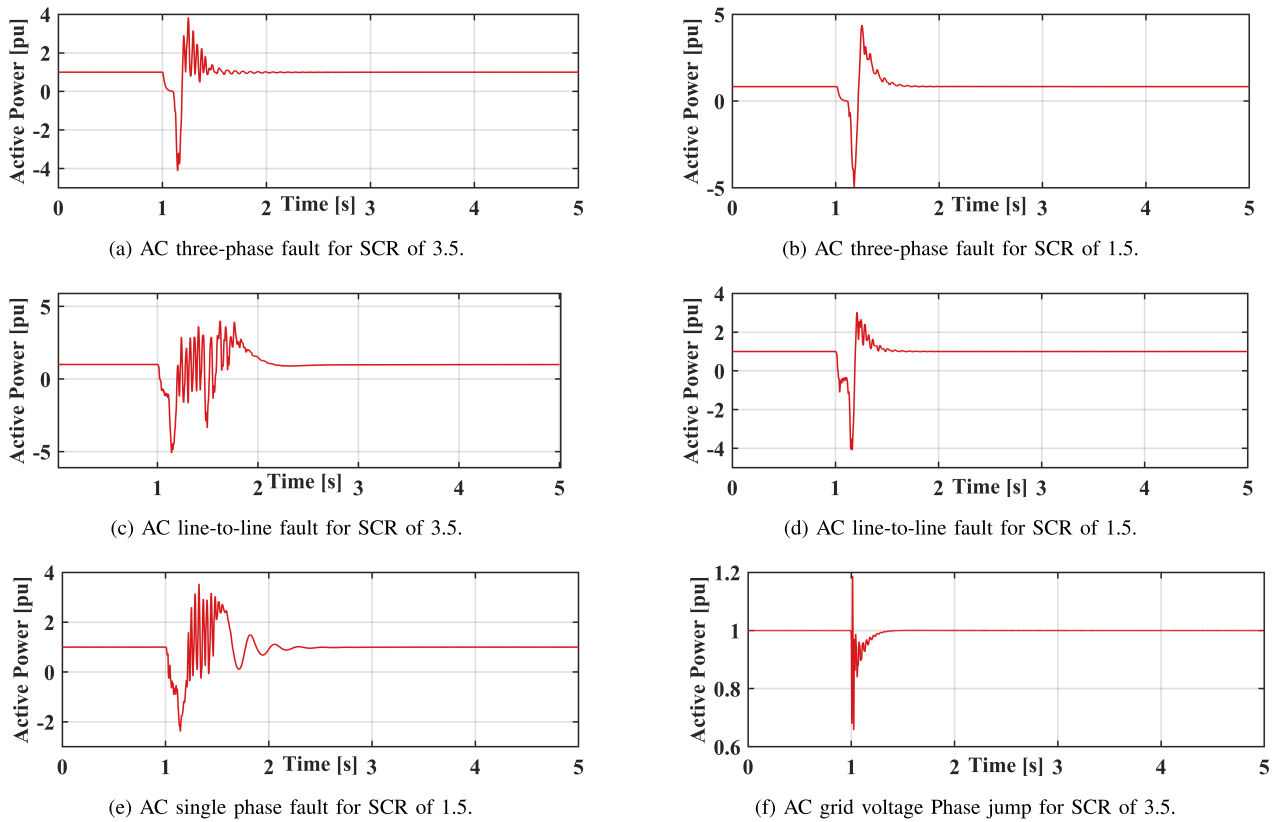 Active Power [pu]
4
2
0
-2
-4
0 1 2 Time [s] 3 4 5
(a) AC three-phase fault for SCR of 3.5.
Active Power [pu]
5
0
-5
0 1 2 Time [s] 3 4 5
(b) AC three-phase fault for SCR of 1.5.
Active Power [pu]
5
0
-5
1 2 Time [s] 3 4 5
(c) AC line-to-line fault for SCR of 3.5.
Active Power [pu]
4
2
0
-2
-4
0 1 2 Time [s] 3 4 5
(d) AC line-to-line fault for SCR of 1.5.
Active Power [pu]
4
2
0
-2
0 1 2 Time [s] 3 4 5
(e) AC single phase fault for SCR of 1.5.
Active Power [pu]
1.2
1
0.8
0.6
0 1 2 Time [s] 3 4 5
(f) AC grid voltage Phase jump for SCR of 3.5.